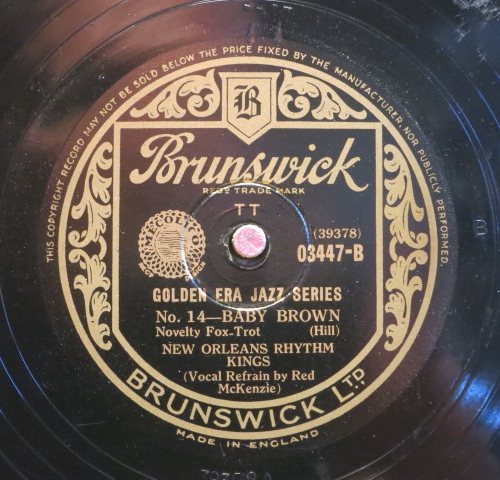 THIS COPYRIGHT RECORD MAY NOT BE SOLD BELOW THE PRICE FIXED BY THE MANUFACTURER, NOR PUBLICLY PERFORMED.
B
Brunswick
REGD TRADE MARK
TT
(39378)
03447-B
GOLDEN ERA JAZZ SERIES
No. 14—BABY BROWN
Novelty Fox-Trot (Hill)
NEW ORLEANS RHYTHM
KINGS
(Vocal Refrain by Red
McKenzie)
BRUNSWICK LTD.
MADE IN ENGLAND
B